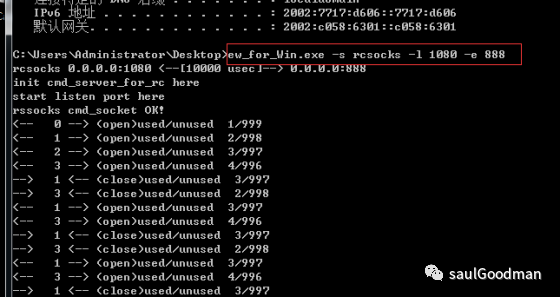 连接特定的 DNS 后缀 . . . . . . . : localdomain
IPv6 地址 . . . . . . . . . . . . : 2002:7717:d606::7717:d606
默认网关. . . . . . . . . . . . . : 2002:c058:6301::c058:6301
C:\Users\Administrator\Desktop>ew_for_Win.exe -s rcsocks -l 1080 -e 888
rcsocks 0.0.0.0:1080 <--[10000 usec]--> 0.0.0.0:888
init cmd_server_for_rc here
start listen port here
rssocks cmd_socket OK!
<-- 0 --> (open)used/unused 1/999
<-- 1 --> (open)used/unused 2/998
<-- 2 --> (open)used/unused 3/997
<-- 3 --> (open)used/unused 4/996
--> 1 <-- (close)used/unused 3/997
--> 3 <-- (close)used/unused 2/998
<-- 1 --> (open)used/unused 3/997
<-- 3 --> (open)used/unused 4/996
--> 1 <-- (close)used/unused 3/997
--> 3 <-- (close)used/unused 2/998
<-- 1 --> (open)used/unused 3/997
<-- 3 --> (open)used/unused 4/996
--> 1 <-- (close)used/unused 3/997
saulGoodman